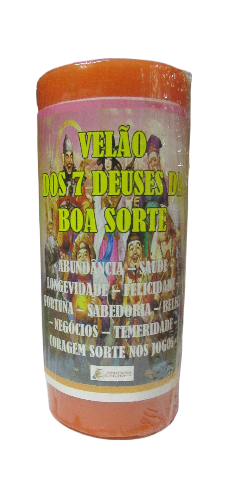 VELÃO
DOS 7 DEUSES DA
BOA SORTE
ABUNDÂNCIA – SAÚDE
LONGEVIDADE – FELICIDADE
FORTUNA – SABEDORIA – BELEZA
– NEGÓCIOS – TEMERIDADE –
CORAGEM SORTE NOS JOGOS